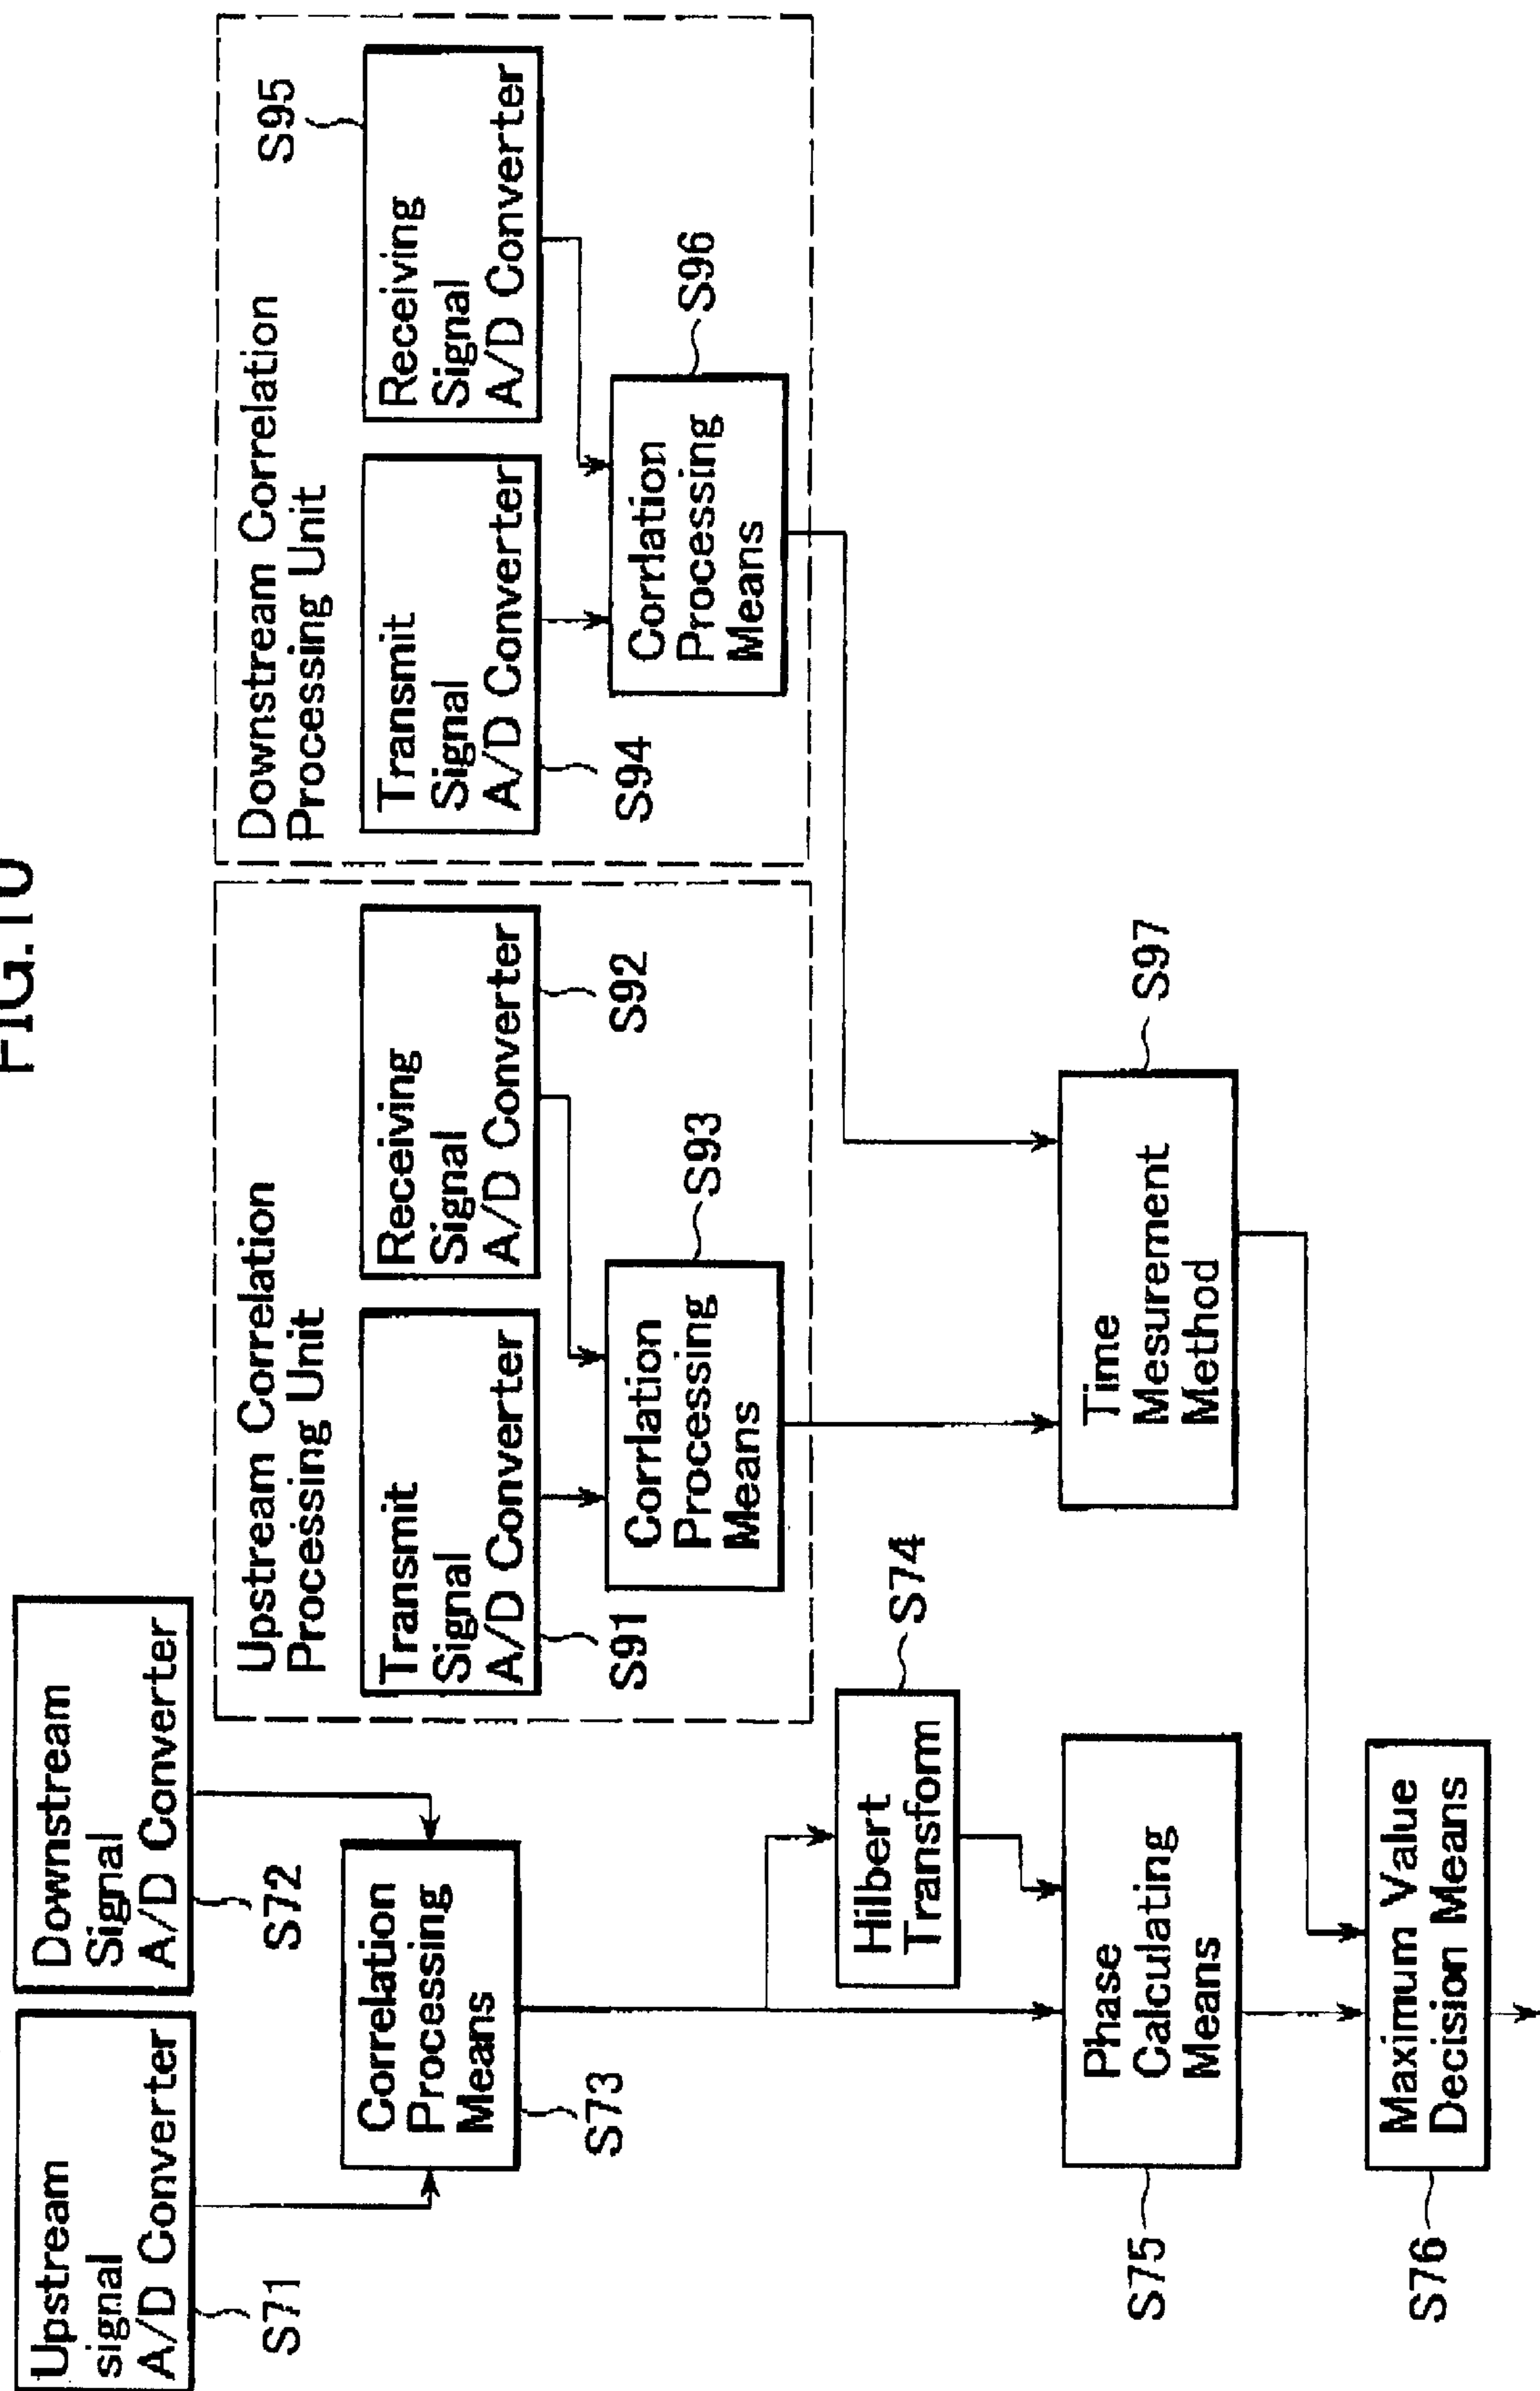 FIG.10
Upstream
signal
A/D Converter
S71
Downstream
Signal
A/D Converter
S72
Correlation
Processing
Means
S73
Hilbert
Transform
S74
Phase
Calculating
Means
S75
Maximum Value
Decision Means
S76
Upstream Correlation
Processing Unit
Transmit
Signal
A/D Converter
S91
Receiving
Signal
A/D Converter
S92
Corrlation
Processing
Means
S93
Downstream Correlation
Processing Unit
Transmit
Signal
A/D Converter
S94
Receiving
Signal
A/D Converter
S95
Corrlation
Processing
Means
S96
Time
Mesurement
Method
S97